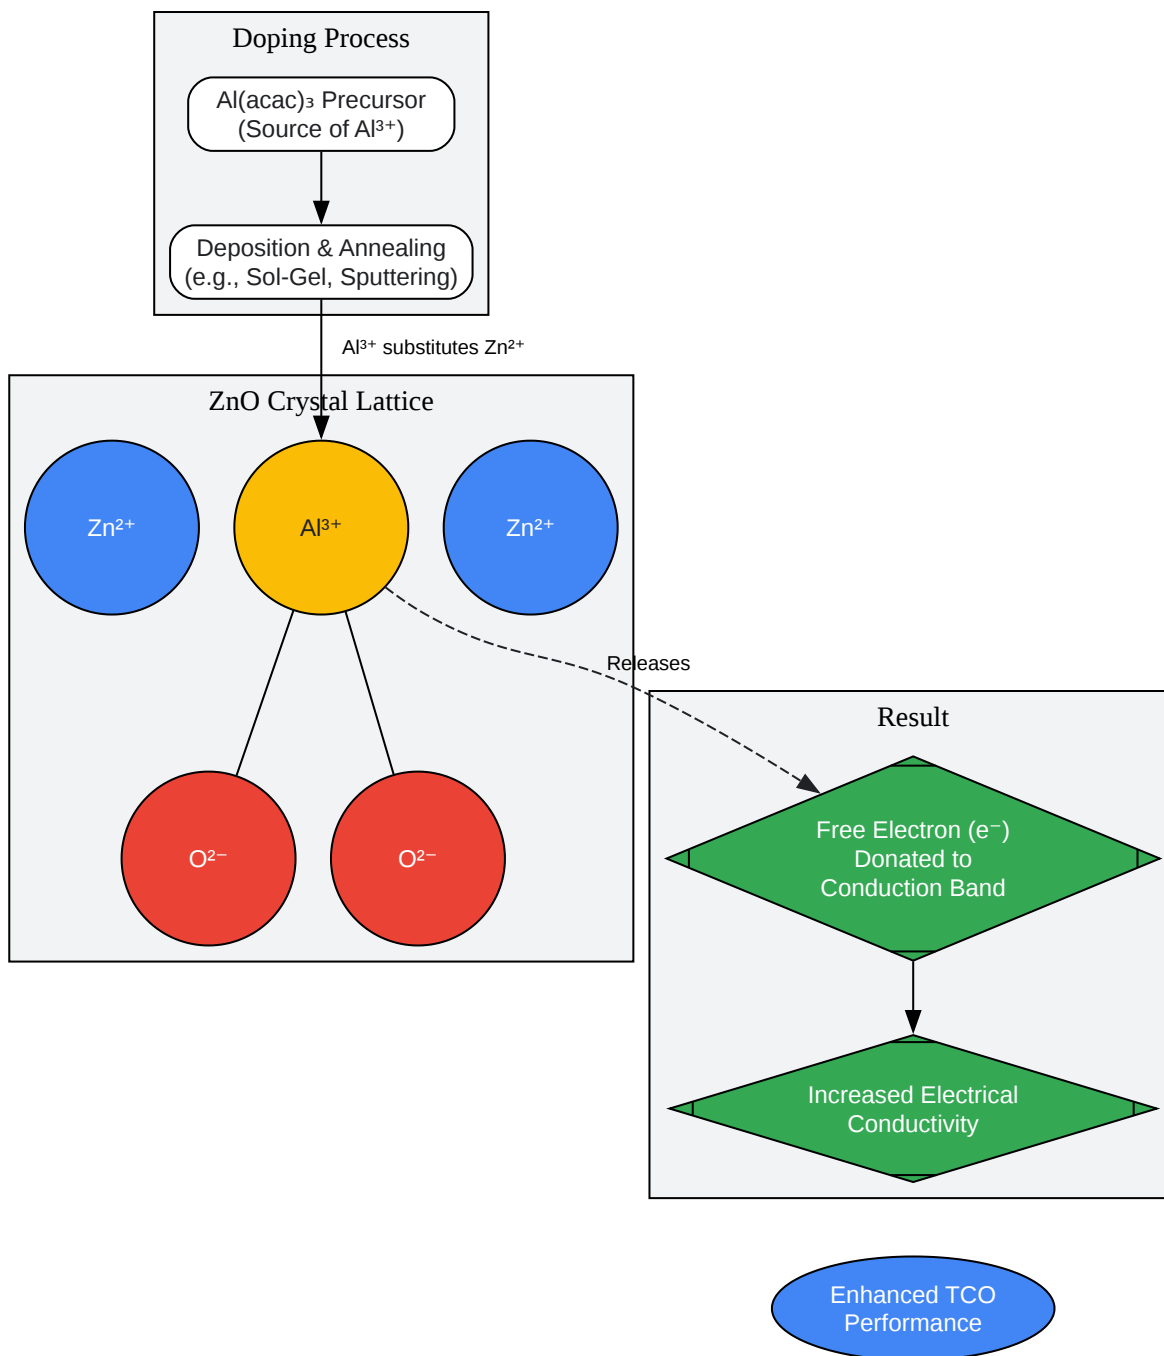 Doping Process
Al(acac)₃ Precursor
(Source of Al³⁺)
Deposition & Annealing
(e.g., Sol-Gel, Sputtering)
Al³⁺ substitutes Zn²⁺
ZnO Crystal Lattice
Zn²⁺
Al³⁺
Zn²⁺
Releases
O²⁻
O²⁻
Result
Free Electron (e⁻)
Donated to
Conduction Band
Increased Electrical
Conductivity
Enhanced TCO
Performance